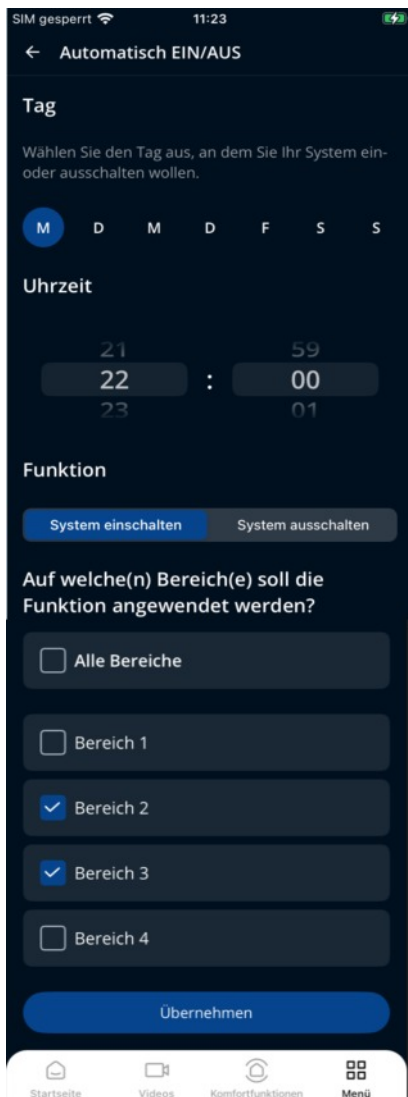 SIM gesperrt 11:23
Automatisch EIN/AUS
Tag
Wählen Sie den Tag aus, an dem Sie Ihr System ein-
oder ausschalten wollen.
M D M D F S S
Uhrzeit
21 59
22 : 00
23 01
Funktion
System einschalten System ausschalten
Auf welche(n) Bereich(e) soll die
Funktion angewendet werden?
Alle Bereiche
Bereich 1
Bereich 2
Bereich 3
Bereich 4
Übernehmen
Startseite Videos Komfortfunktionen Menü